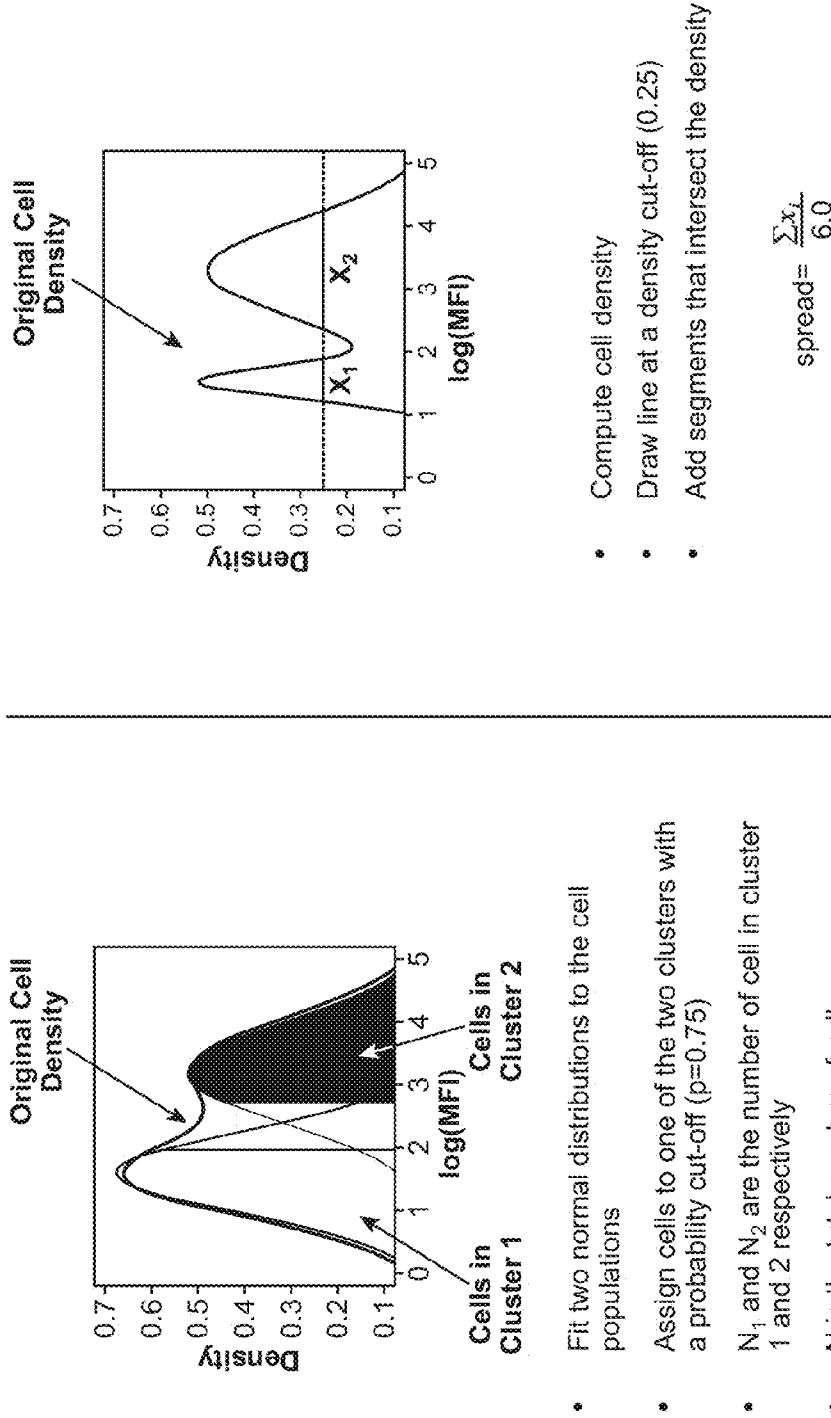 Original Cell
Density
0.7
0.6
0.5
0.4
0.3
0.2
0.1
Density
0
1
2
3
4
5
log(MFI)
Cells in
Cluster 1
Cells in
Cluster 2
• Fit two normal distributions to the cell
populations
• Assign cells to one of the two clusters with
a probability cut-off (p=0.75)
• N1 and N2 are the number of cell in cluster
1 and 2 respectively
Original Cell
Density
0.7
0.6
0.5
0.4
0.3
0.2
0.1
Density
X1
X2
0
1
2
3
4
5
log(MFI)
• Compute cell density
• Draw line at a density cut-off (0.25)
• Add segments that intersect the density
spread= Σxi
6.0